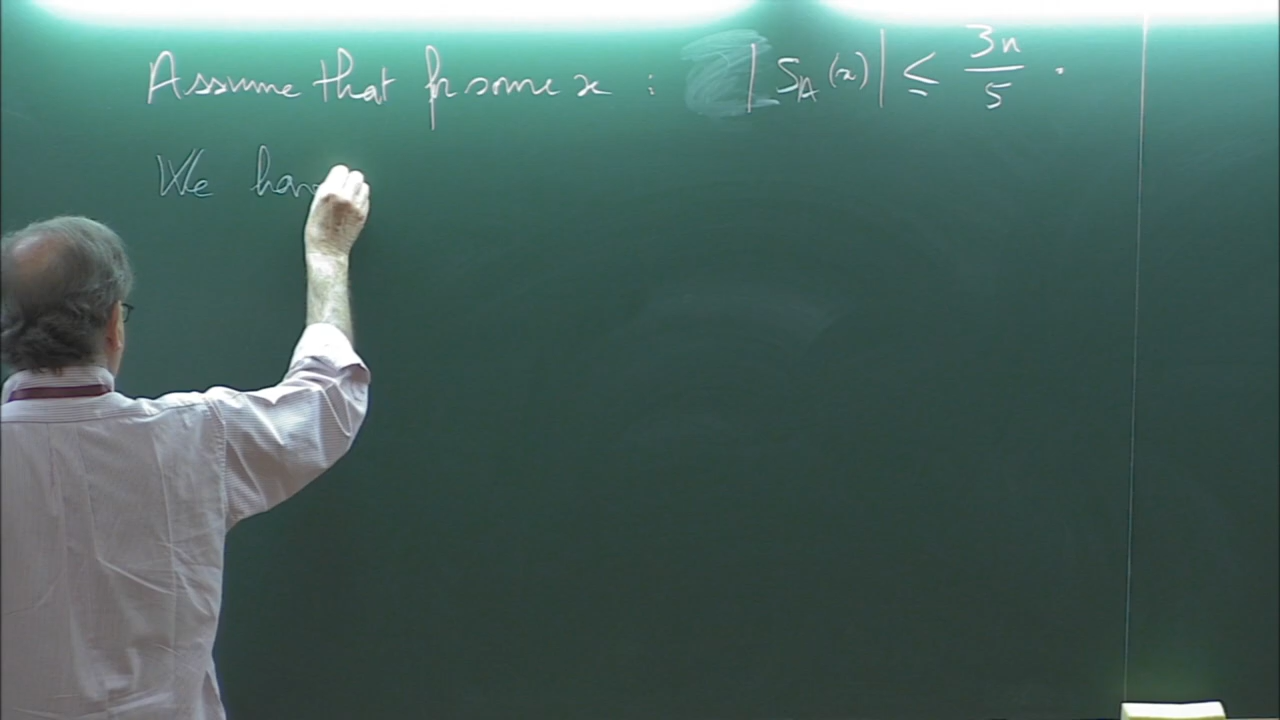 Assume that for some x : | S_A(x) | ≤ 3n/5 .
We hav